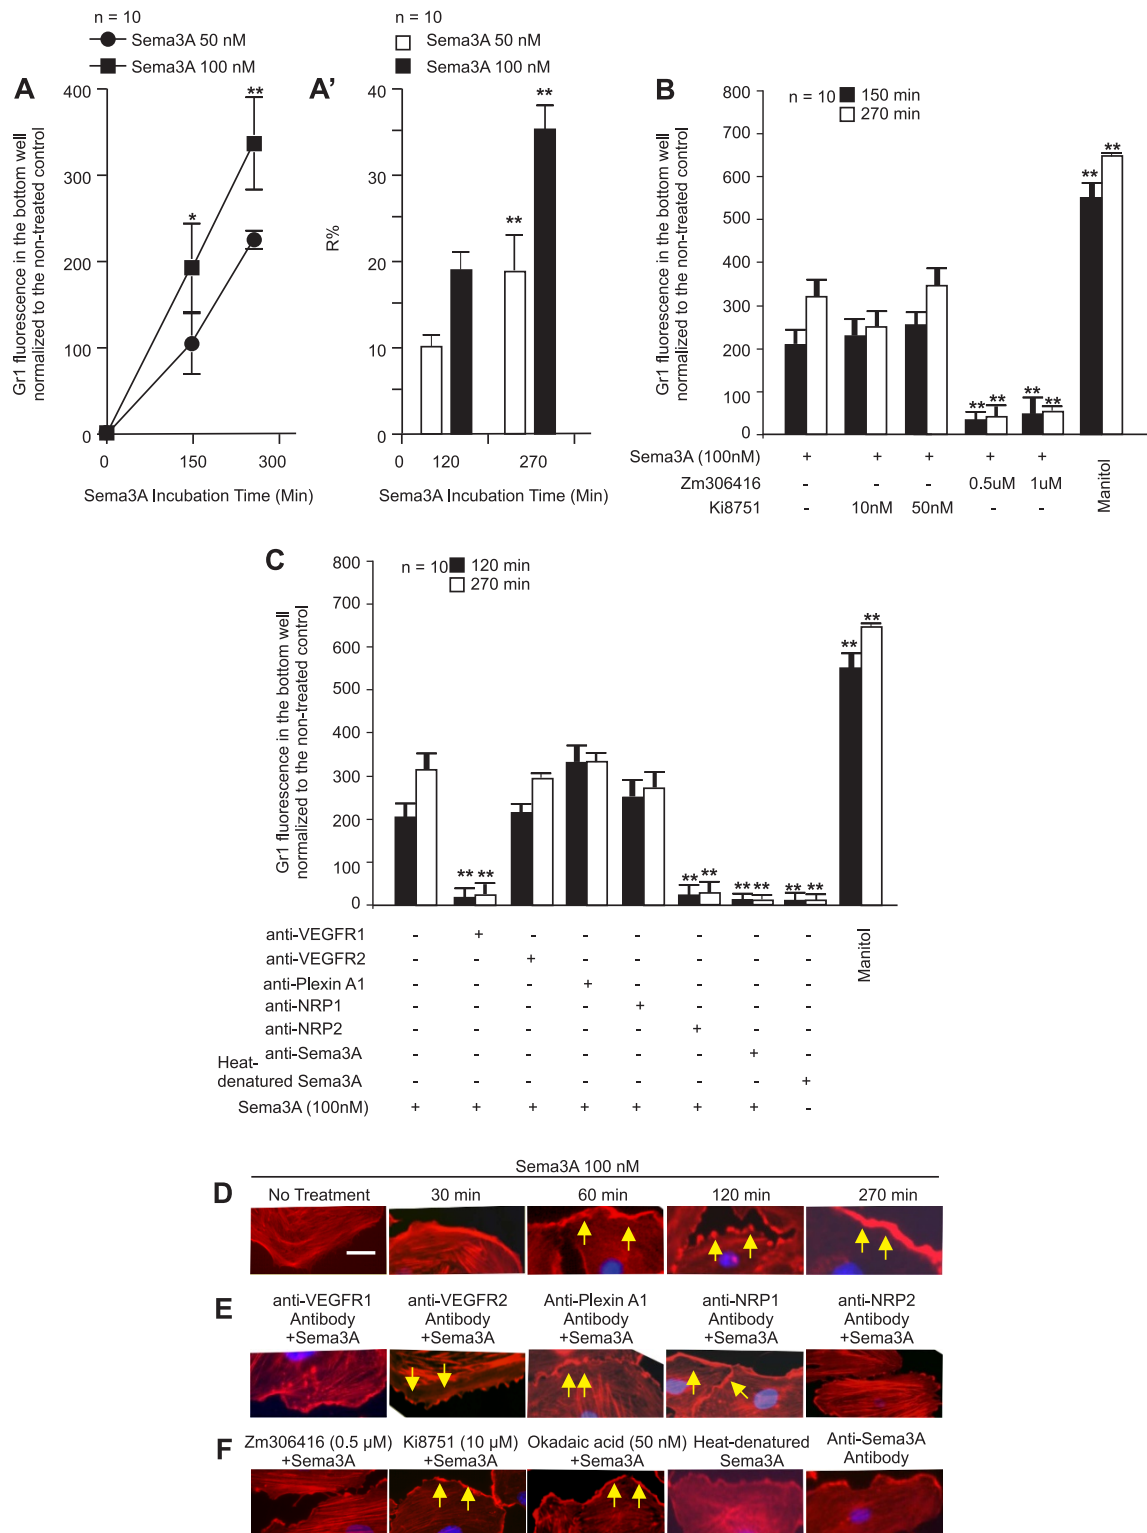 n = 10
Sema3A 50 nM
Sema3A 100 nM
n = 10
Sema3A 50 nM
Sema3A 100 nM
A
Gr1 fluorescence in the bottom well
normalized to the non-treated control
400
300
200
100
0
*
**
0 150 300
Sema3A Incubation Time (Min)
A'
R%
40
30
20
10
0
**
**
0 120 270
Sema3A Incubation Time (Min)
B
n = 10
150 min
270 min
Gr1 fluorescence in the bottom well
normalized to the non-treated control
800
700
600
500
400
300
200
100
0
** ** ** ** ** **
Sema3A (100nM) + + + + +
Zm306416 - - - 0.5uM 1uM
Ki8751 - 10nM 50nM - -
Manitol
C
n = 10
120 min
270 min
Gr1 fluorescence in the bottom well
normalized to the non-treated control
800
700
600
500
400
300
200
100
0
** ** ** ** ** ** ** ** ** **
anti-VEGFR1 - + - - - - - -
anti-VEGFR2 - - + - - - - -
anti-Plexin A1 - - - + - - - -
anti-NRP1 - - - - + - - -
anti-NRP2 - - - - - + - -
anti-Sema3A - - - - - - + -
Heat-
denatured Sema3A - - - - - - - +
Sema3A (100nM) + + + + + + + -
Manitol
Sema3A 100 nM
D
No Treatment 30 min 60 min 120 min 270 min
E
anti-VEGFR1 anti-VEGFR2 Anti-Plexin A1 anti-NRP1 anti-NRP2
Antibody Antibody Antibody Antibody Antibody
+Sema3A +Sema3A +Sema3A +Sema3A +Sema3A
F
Zm306416 (0.5 µM) Ki8751 (10 µM) Okadaic acid (50 nM) Heat-denatured Anti-Sema3A
+Sema3A +Sema3A +Sema3A Sema3A Antibody